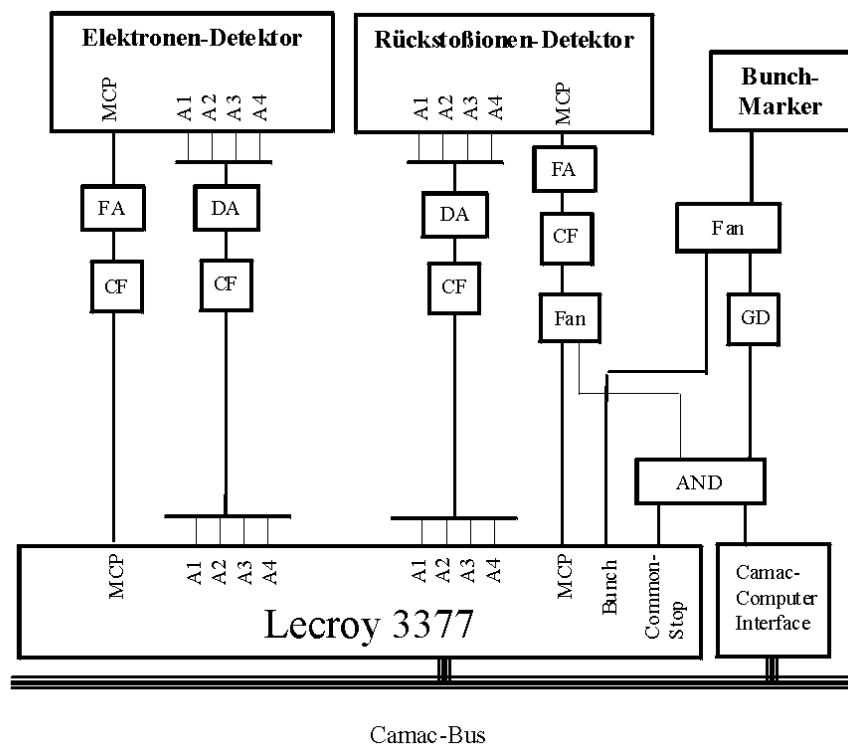 Elektronen-Detektor
MCP
A1
A2
A3
A4
Rückstoßionen-Detektor
A1
A2
A3
A4
MCP
Bunch-
Marker
FA
DA
CF
CF
DA
CF
FA
CF
Fan
Fan
GD
AND
MCP
A1
A2
A3
A4
A1
A2
A3
A4
MCP
Bunch
Common-
Stop
Lecroy 3377
Camac-
Computer
Interface
Camac-Bus